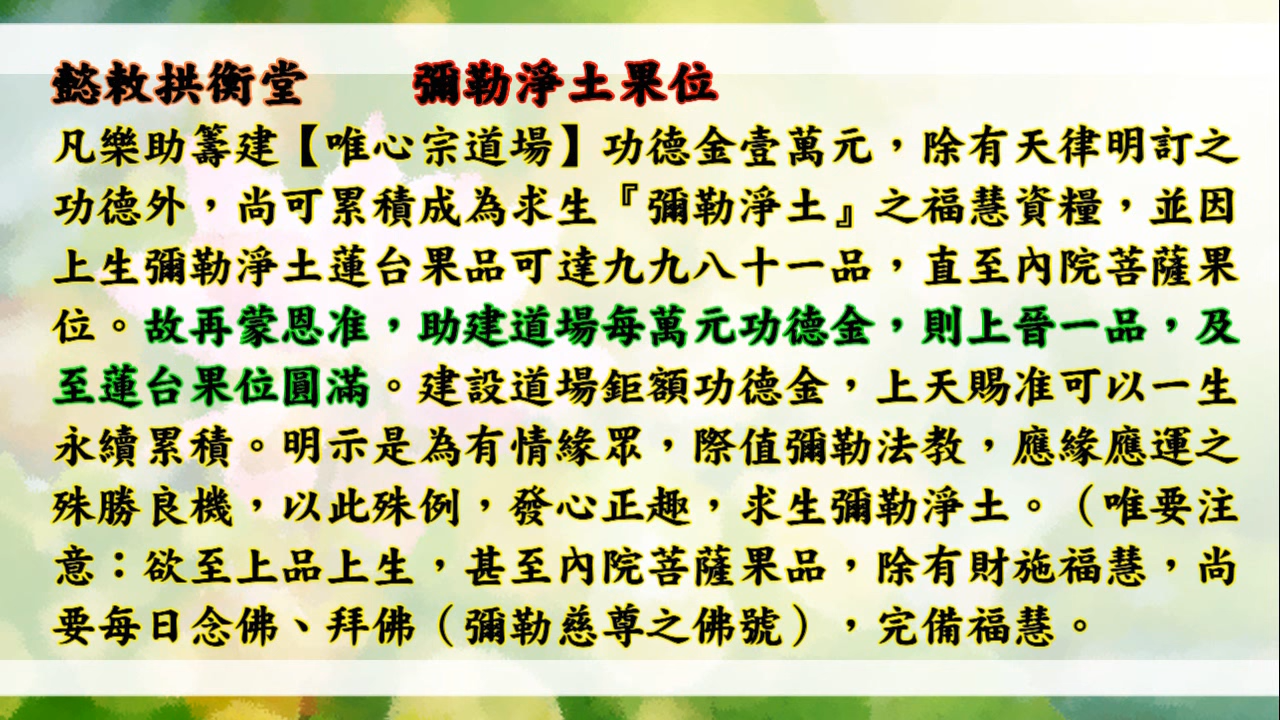 懿敕拱衡堂　　彌勒淨土果位
凡樂助籌建【唯心宗道場】功德金壹萬元，除有天律明訂之
功德外，尚可累積成為求生『彌勒淨土』之福慧資糧，並因
上生彌勒淨土蓮台果品可達九九八十一品，直至內院菩薩果
位。故再蒙恩准，助建道場每萬元功德金，則上晉一品，及
至蓮台果位圓滿。建設道場鉅額功德金，上天賜准可以一生
永續累積。明示是為有情緣眾，際值彌勒法教，應緣應運之
殊勝良機，以此殊例，發心正趣，求生彌勒淨土。（唯要注
意：欲至上品上生，甚至內院菩薩果品，除有財施福慧，尚
要每日念佛、拜佛（彌勒慈尊之佛號），完備福慧。